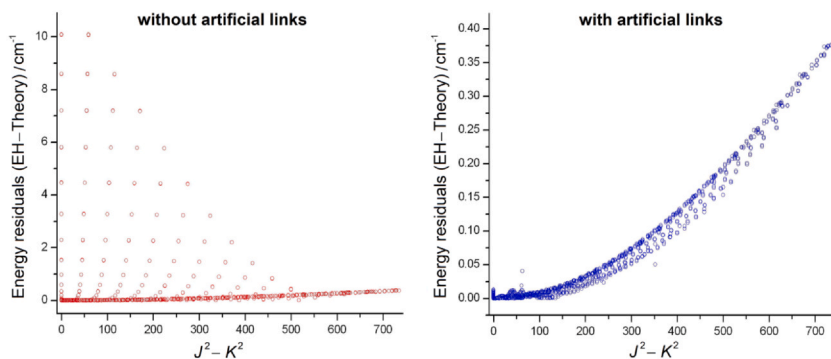 without artificial links
Energy residuals (EH−Theory) /cm⁻¹
10
8
6
4
2
0
0 100 200 300 400 500 600 700
J² − K²
with artificial links
Energy residuals (EH−Theory) /cm⁻¹
0.40
0.35
0.30
0.25
0.20
0.15
0.10
0.05
0.00
0 100 200 300 400 500 600 700
J² − K²